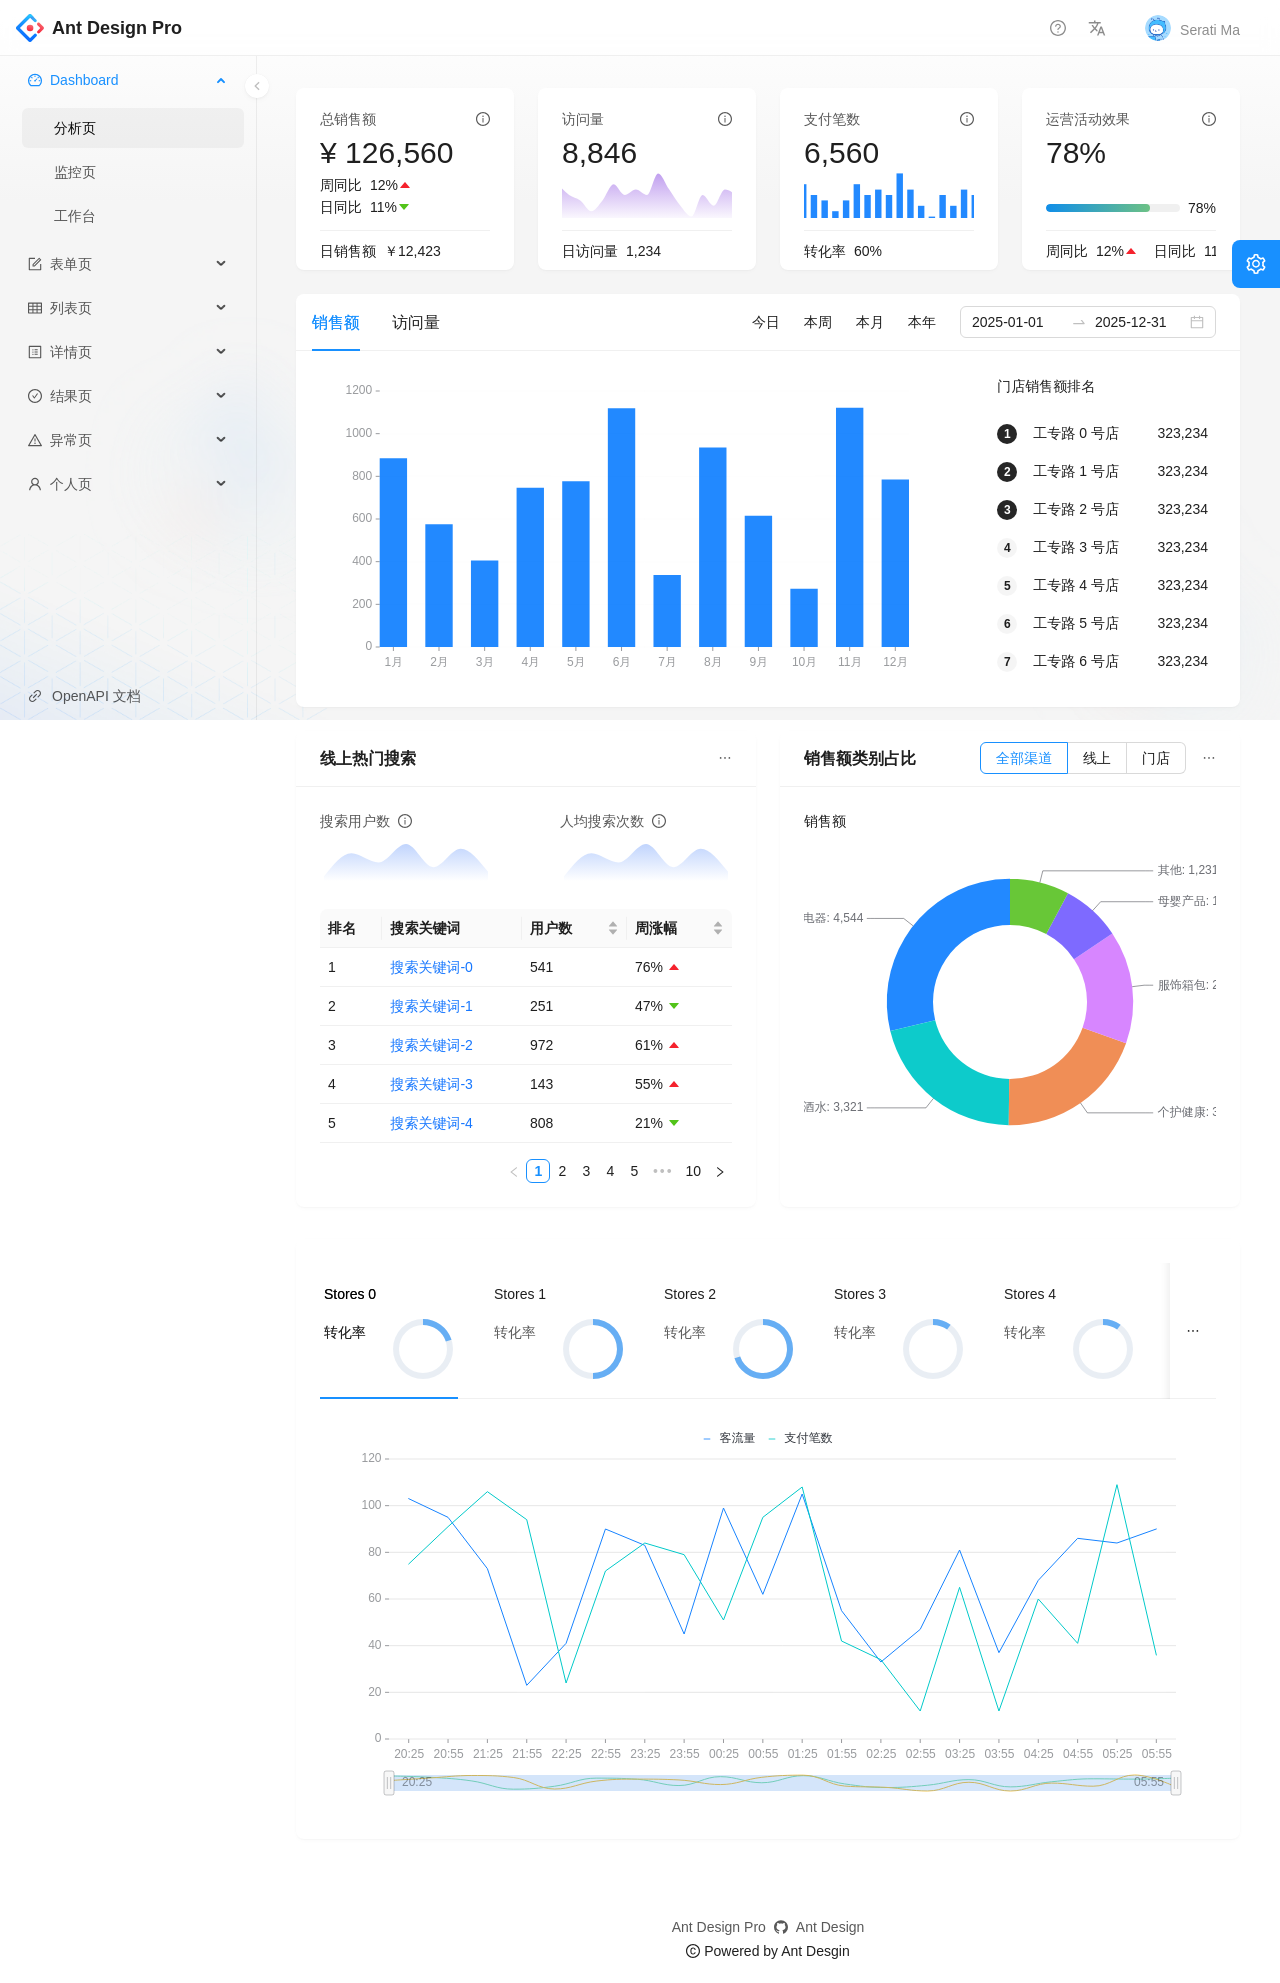 Ant Design Pro
Serati Ma
Dashboard
分析页
监控页
工作台
表单页
列表页
详情页
结果页
异常页
个人页
OpenAPI 文档
总销售额
¥ 126,560
周同比 12%
日同比 11%
日销售额 ¥12,423
访问量
8,846
日访问量 1,234
支付笔数
6,560
转化率 60%
运营活动效果
78%
78%
周同比 12% 日同比 11
销售额 访问量
今日 本周 本月 本年 2025-01-01 2025-12-31
1200
1000
800
600
400
200
0
1月 2月 3月 4月 5月 6月 7月 8月 9月 10月 11月 12月
门店销售额排名
1 工专路 0 号店 323,234
2 工专路 1 号店 323,234
3 工专路 2 号店 323,234
4 工专路 3 号店 323,234
5 工专路 4 号店 323,234
6 工专路 5 号店 323,234
7 工专路 6 号店 323,234
线上热门搜索
搜索用户数
人均搜索次数
排名 搜索关键词 用户数 周涨幅
1 搜索关键词-0 541 76%
2 搜索关键词-1 251 47%
3 搜索关键词-2 972 61%
4 搜索关键词-3 143 55%
5 搜索关键词-4 808 21%
1 2 3 4 5 ••• 10
销售额类别占比
全部渠道 线上 门店
销售额
其他: 1,231
母婴产品: 1
服饰箱包: 2
个护健康: 3
酒水: 3,321
电器: 4,544
Stores 0
转化率
Stores 1
转化率
Stores 2
转化率
Stores 3
转化率
Stores 4
转化率
客流量 支付笔数
120
100
80
60
40
20
0
20:25 20:55 21:25 21:55 22:25 22:55 23:25 23:55 00:25 00:55 01:25 01:55 02:25 02:55 03:25 03:55 04:25 04:55 05:25 05:55
20:25 05:55
Ant Design Pro Ant Design
© Powered by Ant Desgin